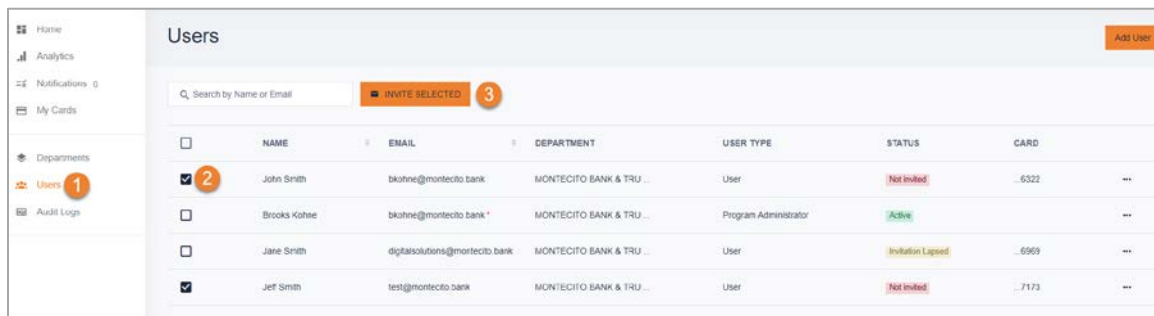 Home
Users
Add User
Analytics
Notifications 0
Search by Name or Email
INVITE SELECTED
3
My Cards
NAME EMAIL DEPARTMENT USER TYPE STATUS CARD
Departments
Users 1
2 John Smith bkohne@montecito.bank MONTECITO BANK & TRU ... User Not invited ...6322 ...
Audit Logs
Brooks Kohne bkohne@montecito.bank * MONTECITO BANK & TRU ... Program Administrator Active ...
Jane Smith digitalsolutions@montecito.bank MONTECITO BANK & TRU ... User Invitation Lapsed ...6969 ...
Jeff Smith test@montecito.bank MONTECITO BANK & TRU ... User Not invited ...7173 ...